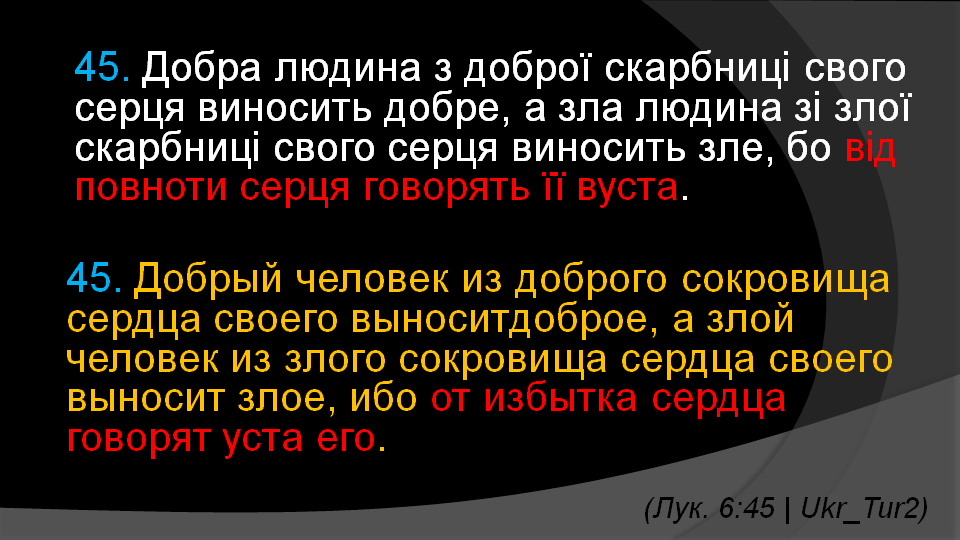 45. Добра людина з доброї скарбниці свого
серця виносить добре, а зла людина зі злої
скарбниці свого серця виносить зле, бо від
повноти серця говорять її вуста.
45. Добрый человек из доброго сокровища
сердца своего выноситдоброе, а злой
человек из злого сокровища сердца своего
выносит злое, ибо от избытка сердца
говорят уста его.
(Лук. 6:45 | Ukr_Tur2)